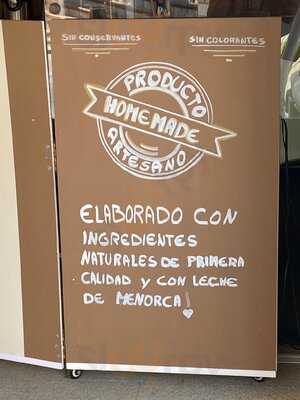 SIN CONSERVANTES
SIN COLORANTES
PRODUCTO
HOMEMADE
ARTESANO
ELABORADO CON
INGREDIENTES
NATURALES DE PRIMERA
CALIDAD Y CON LECHE
DE MENORCA!